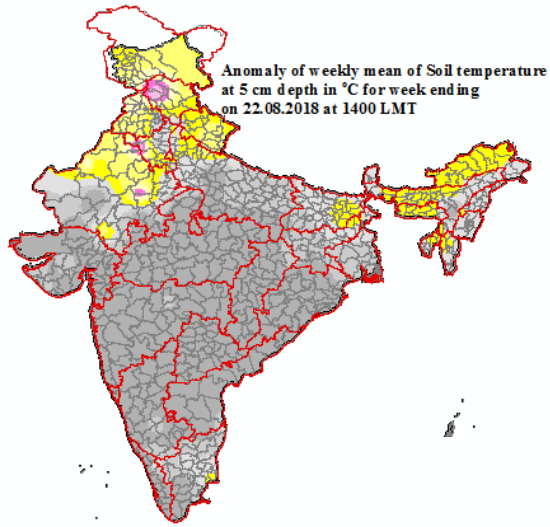 Anomaly of weekly mean of Soil temperature
at 5 cm depth in °C for week ending
on 22.08.2018 at 1400 LMT